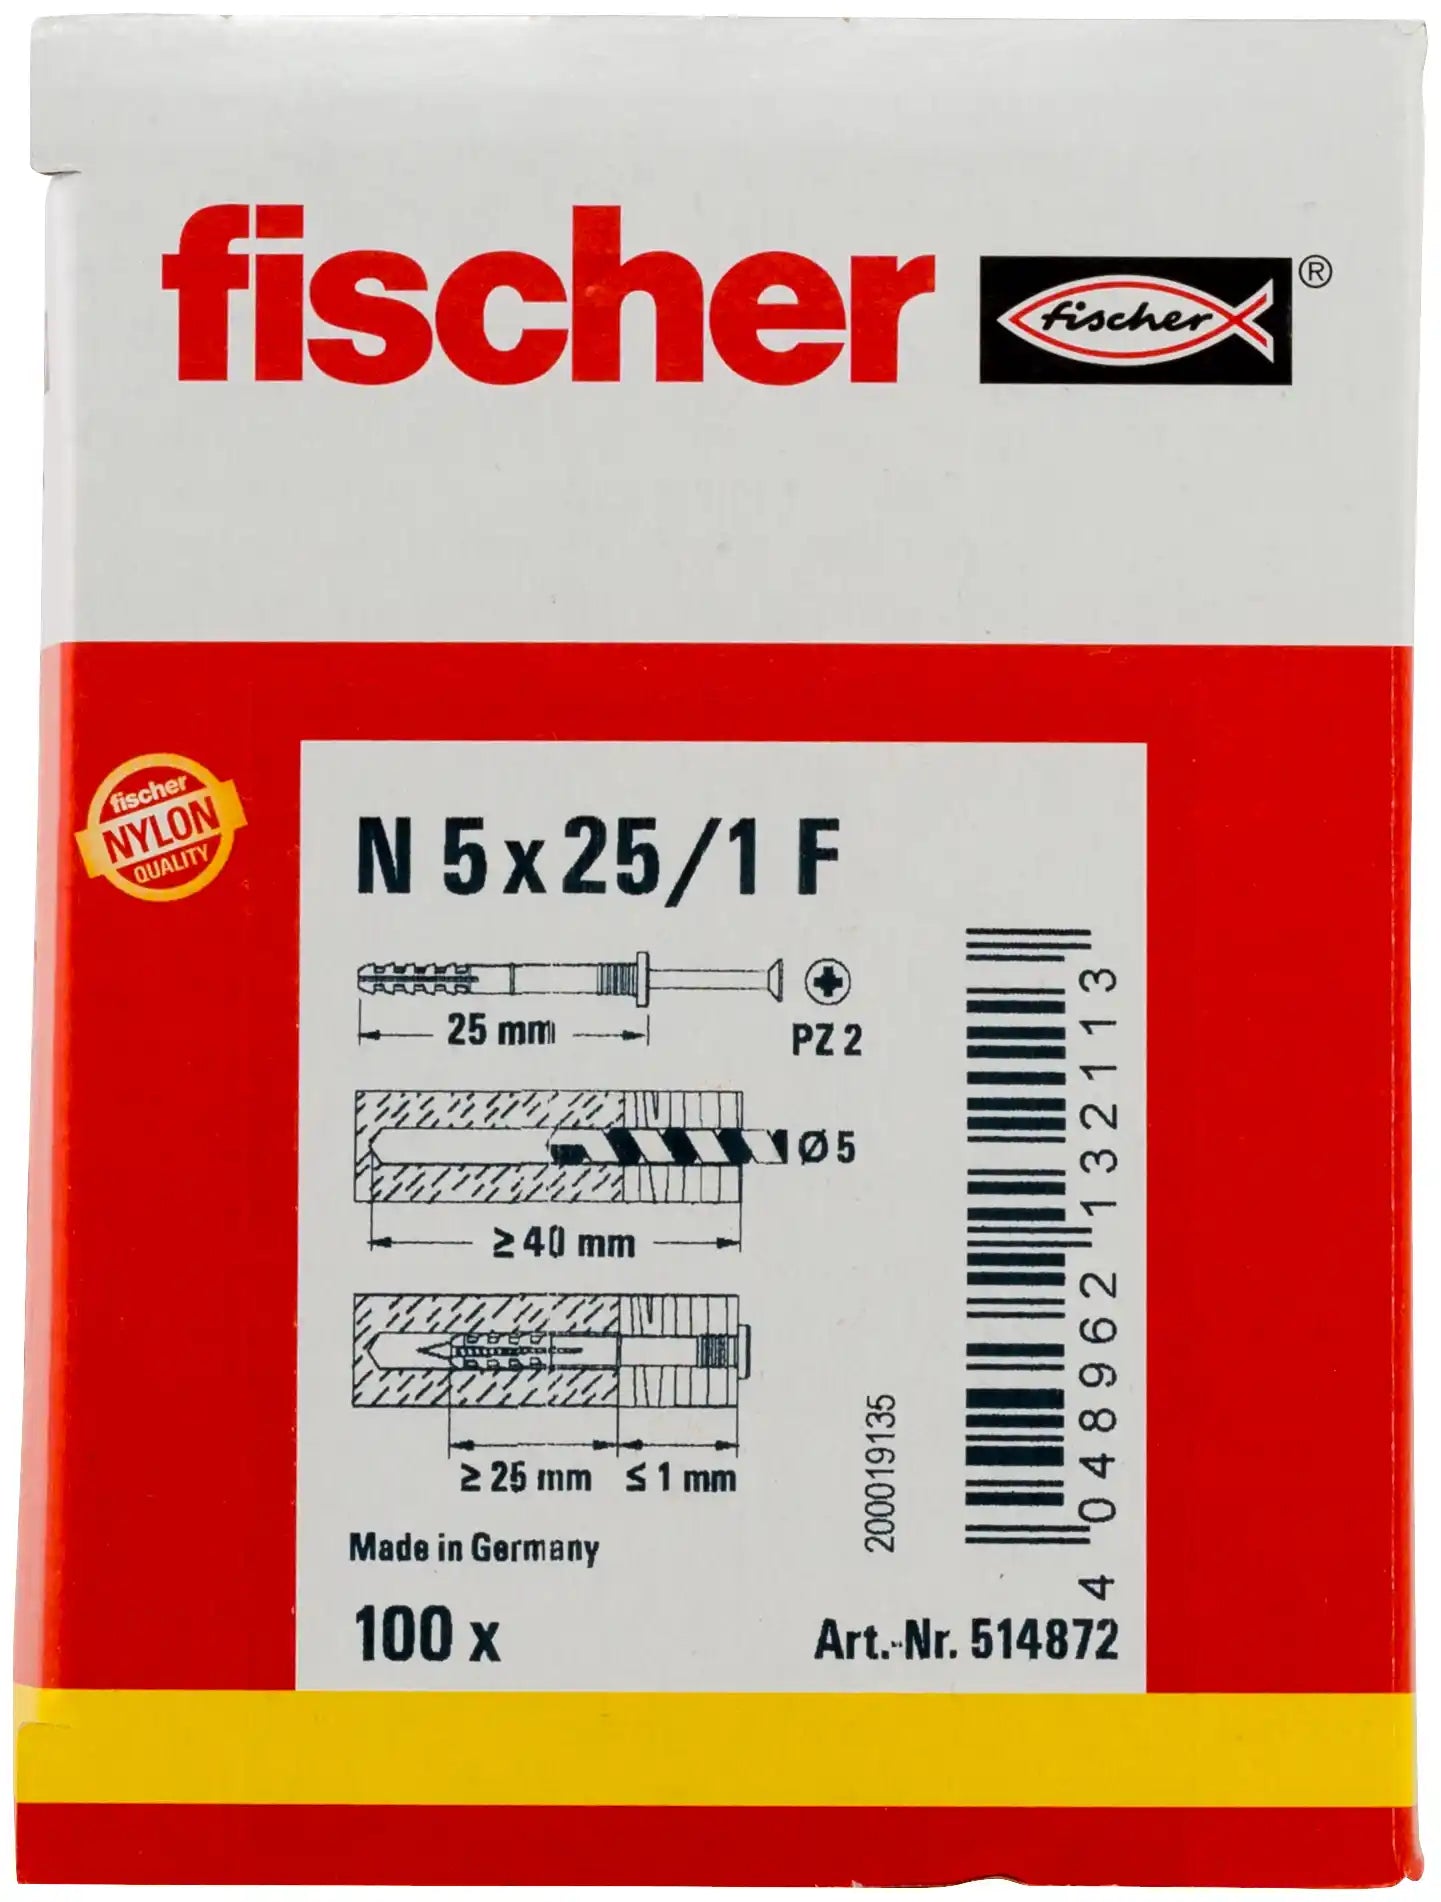 fischer
fischer ®
fischer
NYLON
QUALITY
N 5 x 25/1 F
25 mm
PZ 2
Ø 5
≥ 40 mm
≥ 25 mm
≤ 1 mm
Made in Germany
100 x
200019135
4 048962 132113
Art.-Nr. 514872